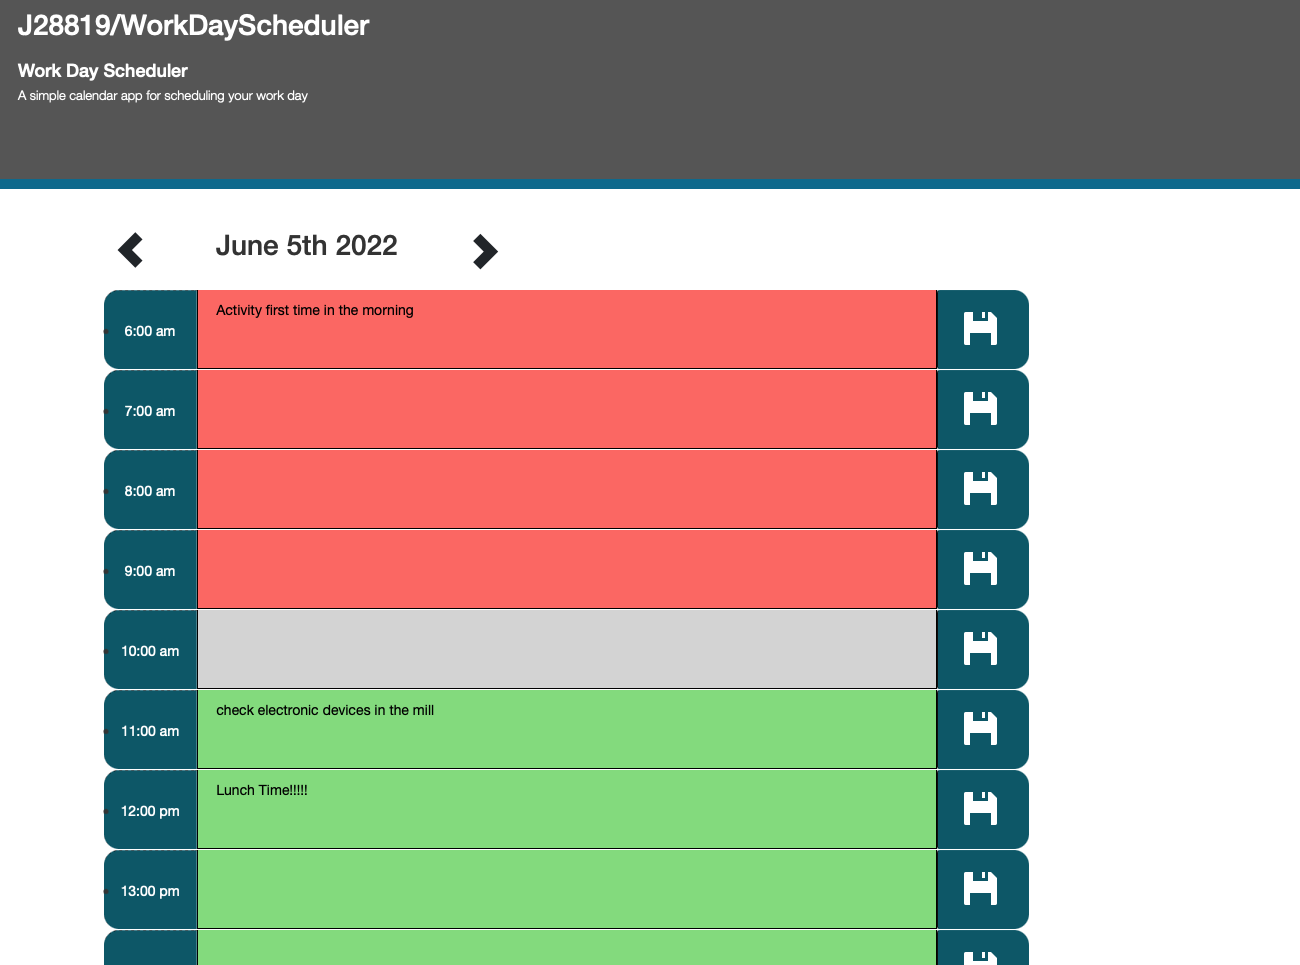 J28819/WorkDayScheduler
Work Day Scheduler
A simple calendar app for scheduling your work day
June 5th 2022
6:00 am
Activity first time in the morning
7:00 am
8:00 am
9:00 am
10:00 am
11:00 am
check electronic devices in the mill
12:00 pm
Lunch Time!!!!!
13:00 pm